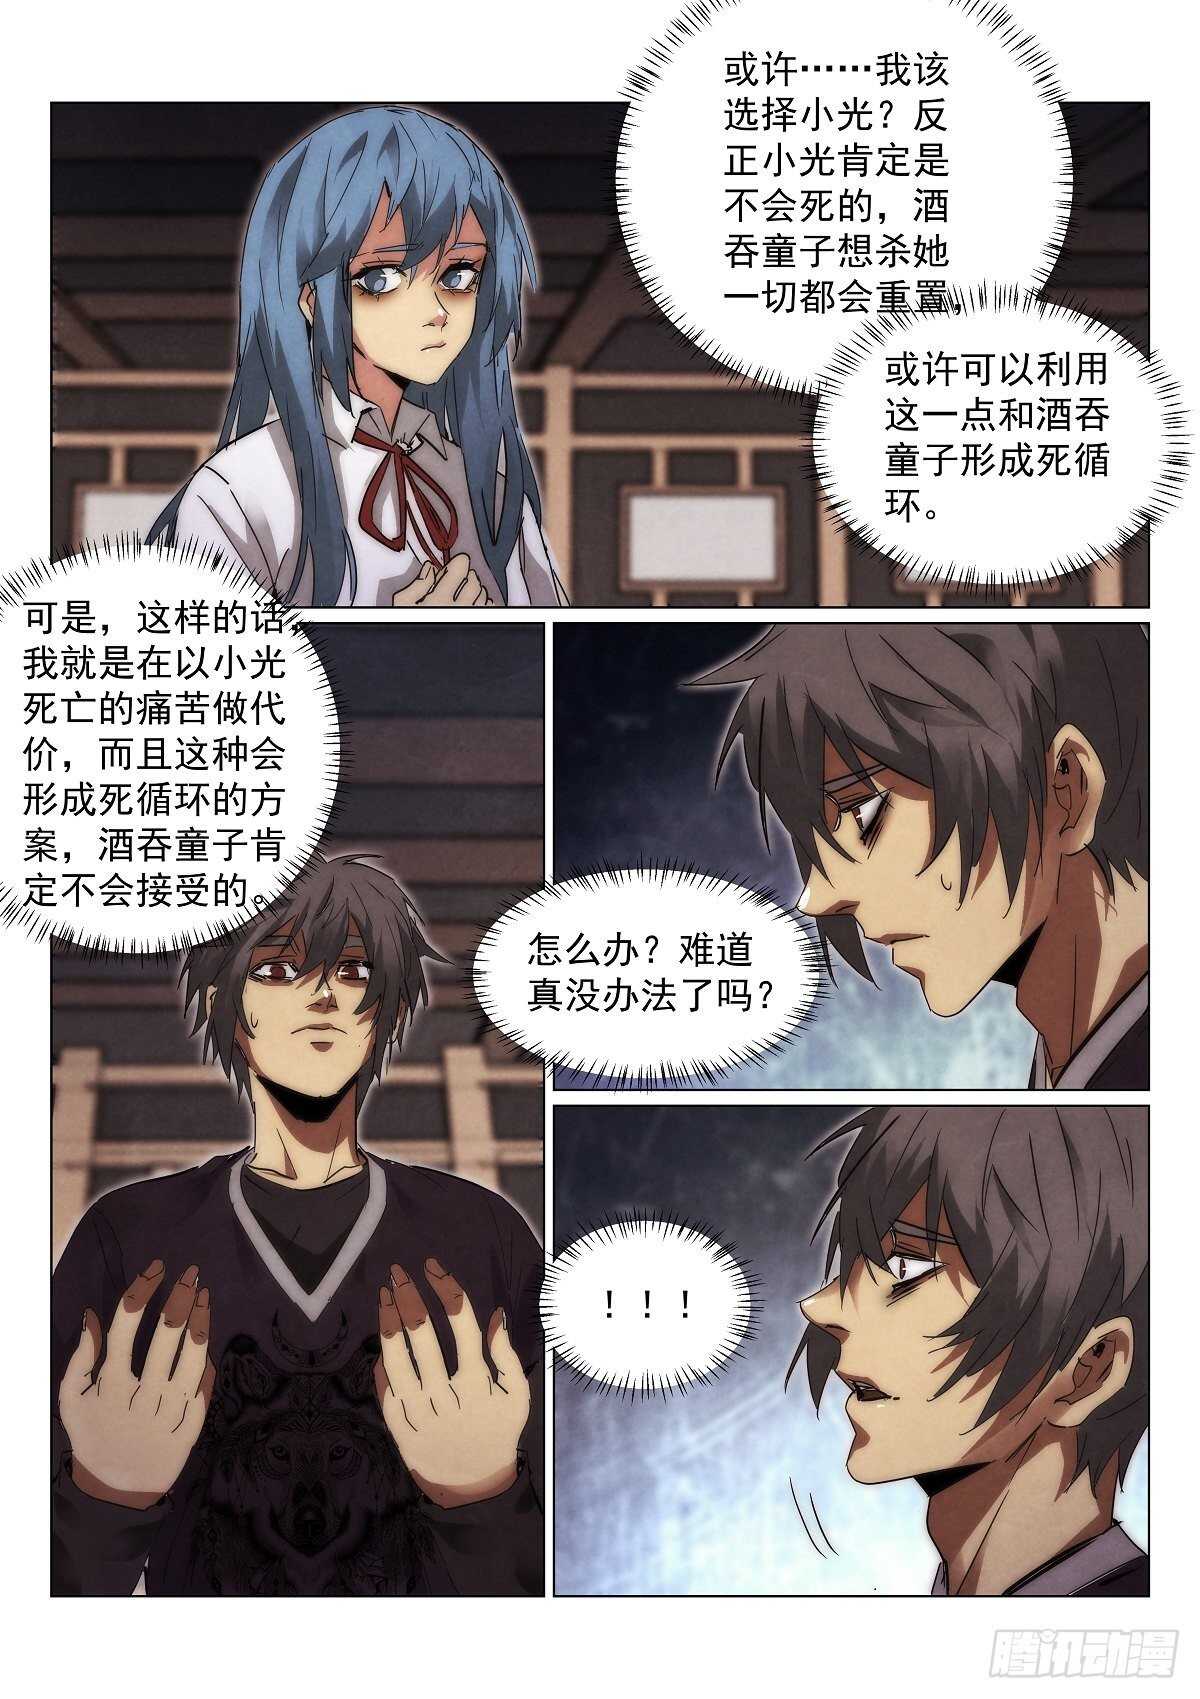 或许……我该
选择小光？反
正小光肯定是
不会死的，酒
吞童子想杀她
一切都会重置，
或许可以利用
这一点和酒吞
童子形成死循
环。
可是，这样的话，
我就是在以小光
死亡的痛苦做代
价，而且这种会
形成死循环的方
案，酒吞童子肯
定不会接受的。
怎么办？难道
真没办法了吗？
！！！
腾讯动漫